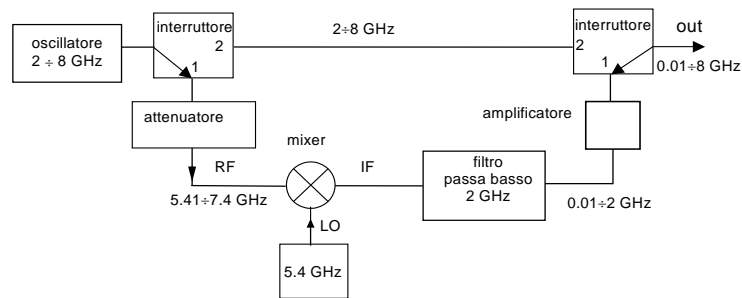 oscillatore
2 ÷ 8 GHz
interruttore
2
1
2÷8 GHz
interruttore
2
1
out
0.01÷8 GHz
attenuatore
amplificatore
mixer
RF
IF
filtro
passa basso
2 GHz
5.41÷7.4 GHz
0.01÷2 GHz
LO
5.4 GHz